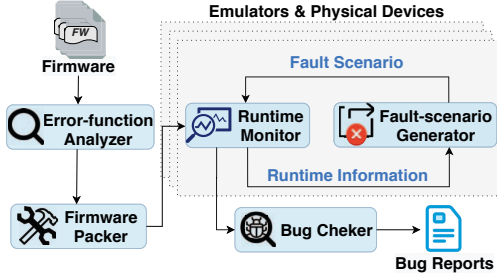 Emulators & Physical Devices
FW
Firmware
Fault Scenario
Error-function
Analyzer
Runtime
Monitor
Fault-scenario
Generator
Runtime Information
Firmware
Packer
Bug Cheker
Bug Reports